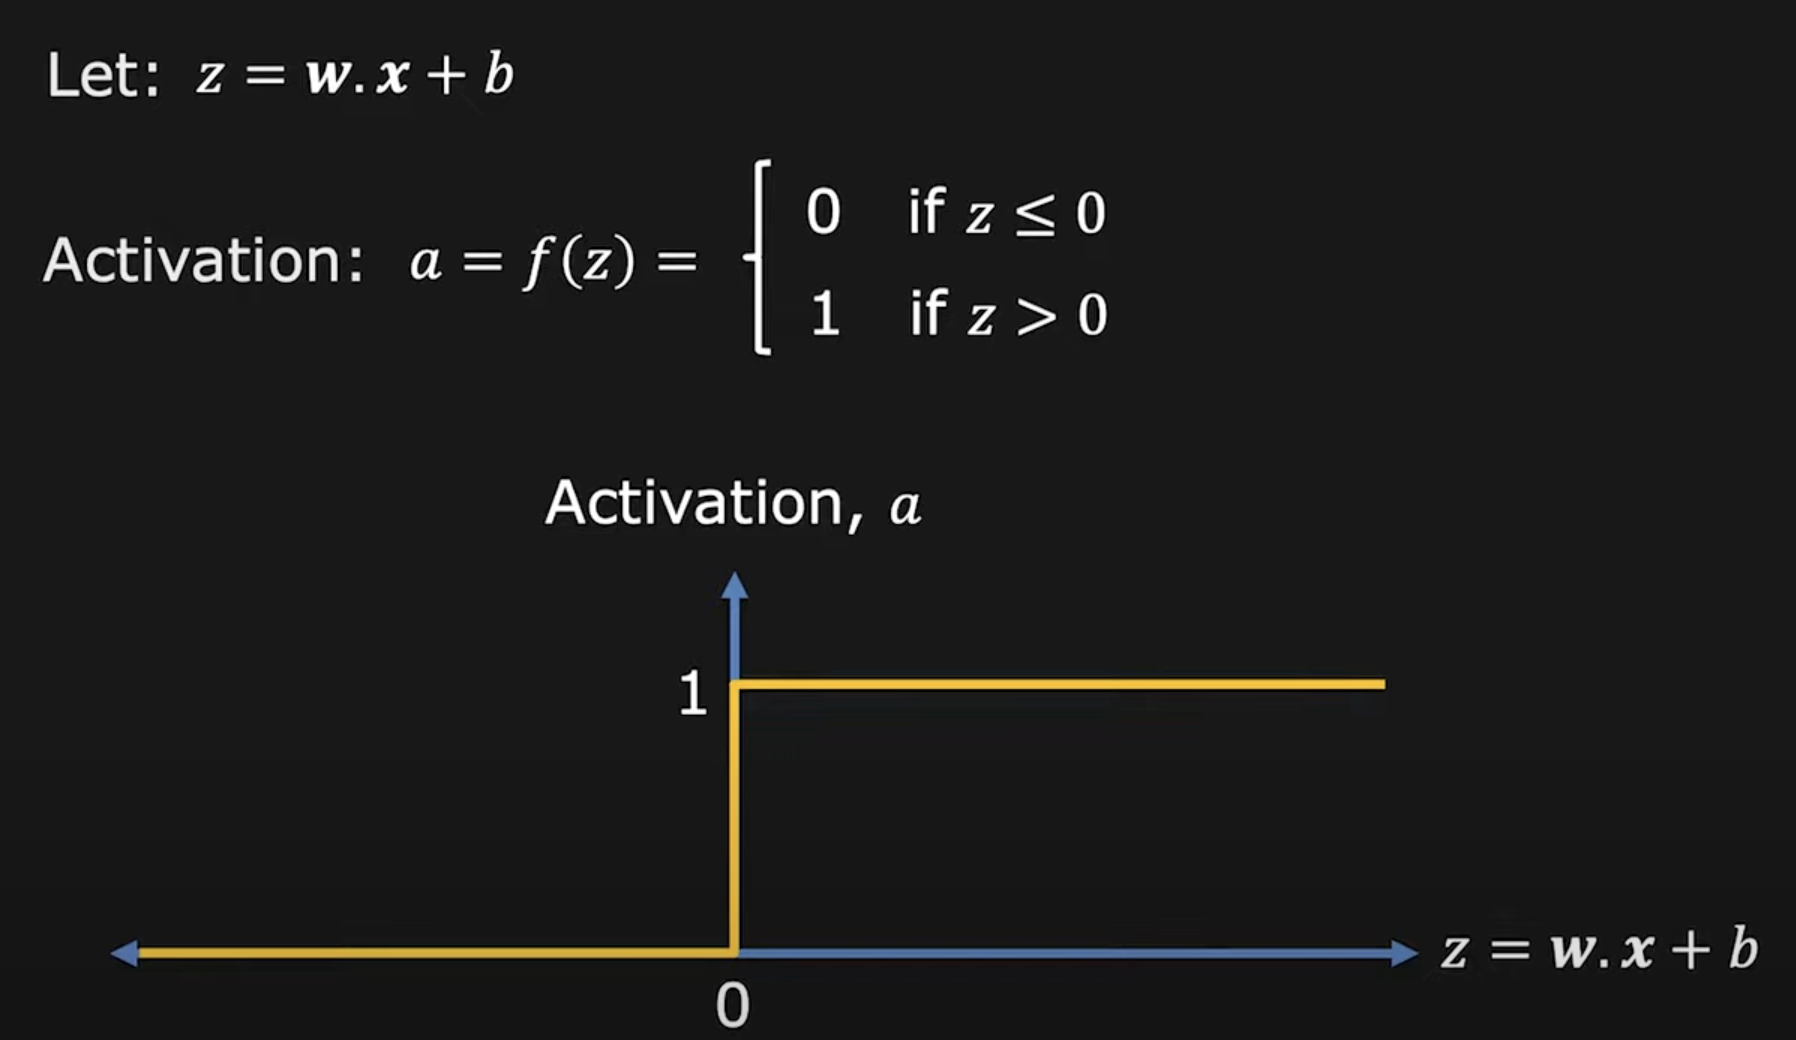 Let: z = w.x + b
Activation: a = f(z) = {
0 if z ≤ 0
1 if z > 0
Activation, a
1
z = w.x + b
0